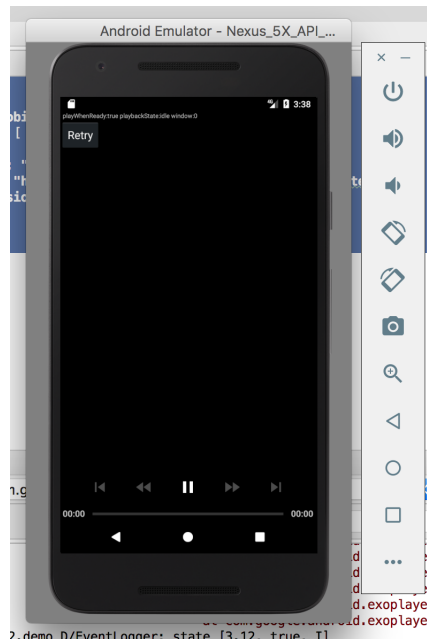 Android Emulator - Nexus_5X_API_...
3:38
playWhenReady:true playbackState:idle window:0
Retry
00:00
00:00
d.exoplaye
2.demo D/EventLogger: state [3.12, true, I]